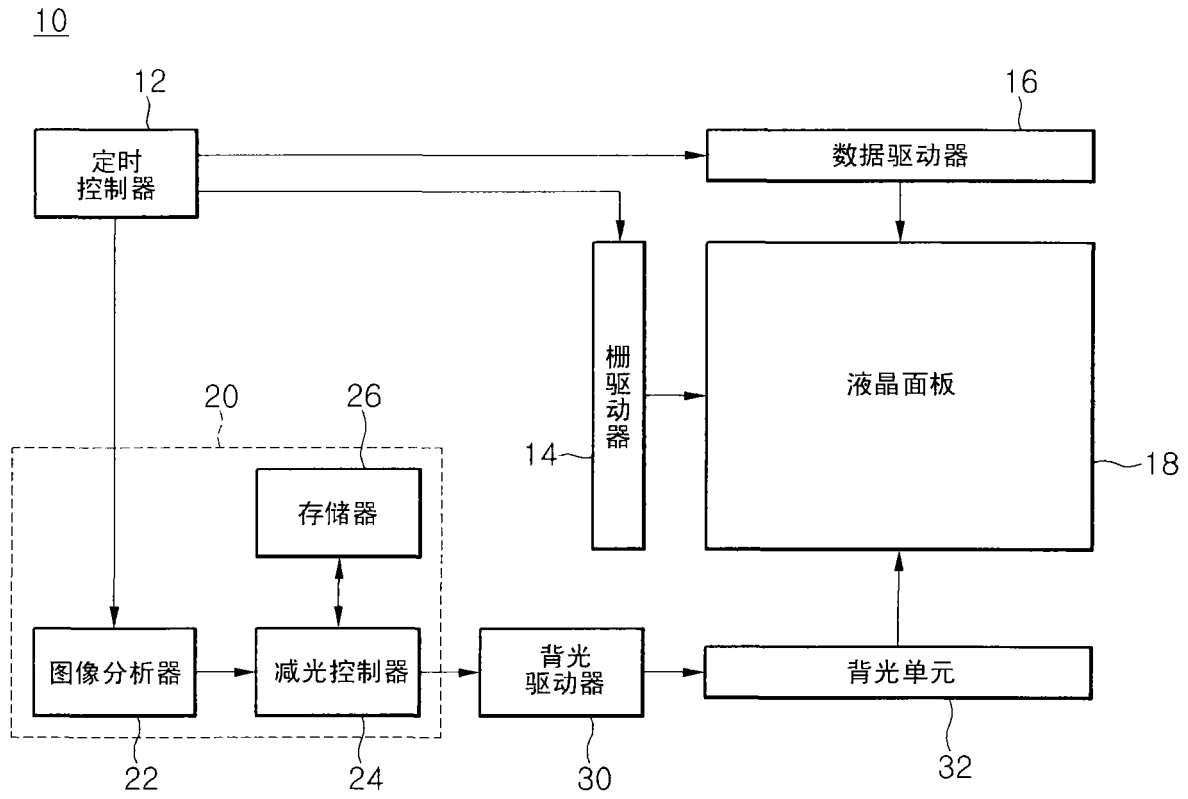 10
12
16
定时
控制器
数据驱动器
栅驱动器
液晶面板
14
18
20
26
存储器
图像分析器
减光控制器
背光
驱动器
背光单元
22
24
30
32